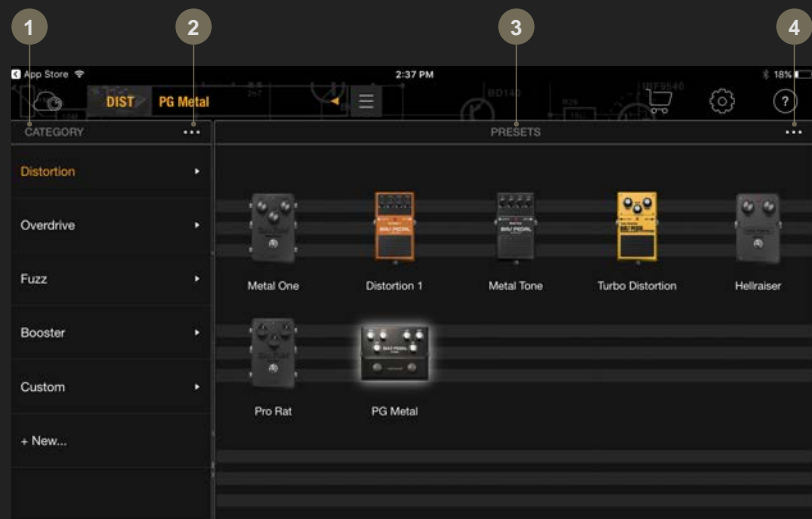 1 2 3 4
App Store 2:37 PM 18%
DIST PG Metal ?
BD140
CATEGORY ... PRESETS ...
Distortion
Overdrive
Fuzz
Booster
Custom
+ New...
Metal One Distortion 1 Metal Tone Turbo Distortion Hellraiser
Pro Rat PG Metal